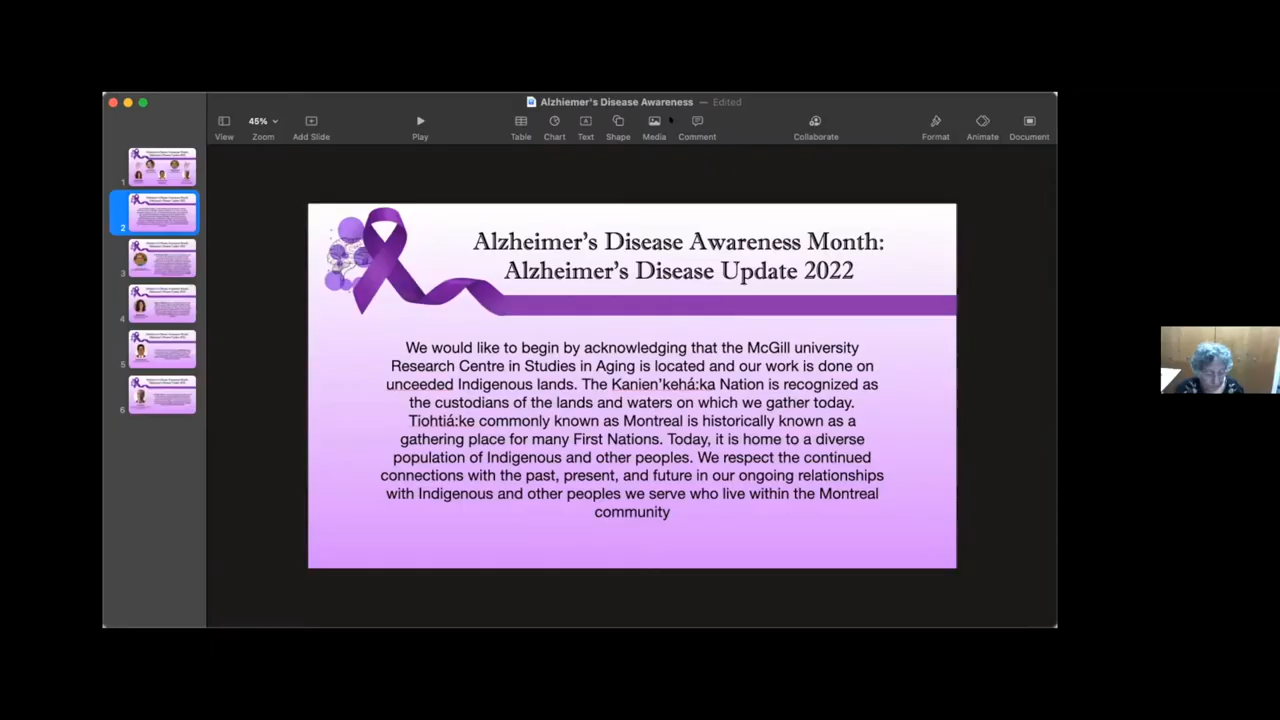 Alzhiemer's Disease Awareness — Edited
45%
View
Zoom
Add Slide
Play
Table
Chart
Text
Shape
Media
Comment
Collaborate
Format
Animate
Document
1
2
3
4
5
6
Alzheimer's Disease Awareness Month:
Alzheimer's Disease Update 2022
We would like to begin by acknowledging that the McGill university
Research Centre in Studies in Aging is located and our work is done on
unceeded Indigenous lands. The Kanien'kehá:ka Nation is recognized as
the custodians of the lands and waters on which we gather today.
Tiohtiá:ke commonly known as Montreal is historically known as a
gathering place for many First Nations. Today, it is home to a diverse
population of Indigenous and other peoples. We respect the continued
connections with the past, present, and future in our ongoing relationships
with Indigenous and other peoples we serve who live within the Montreal
community